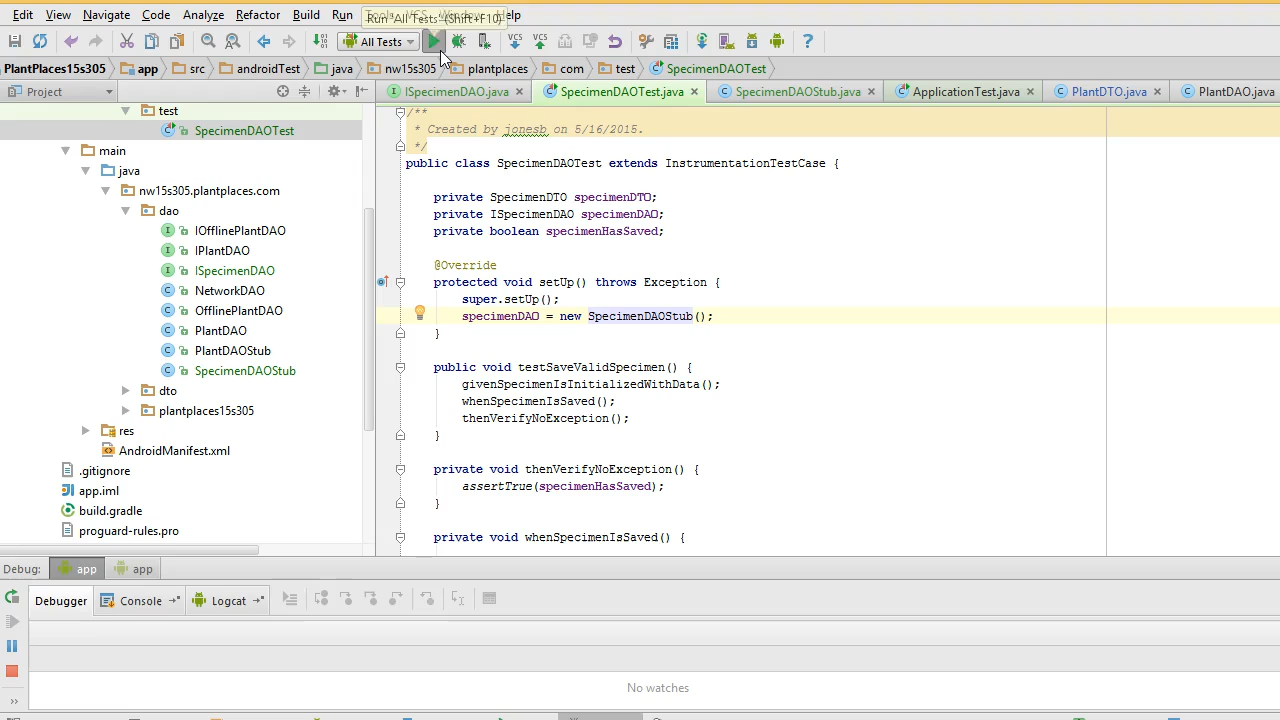 Edit View Navigate Code Analyze Refactor Build Run Tools VCS Window Help
Run 'All Tests' (Shift+F10)
All Tests
PlantPlaces15s305 app src androidTest java nw15s305 plantplaces com test SpecimenDAOTest
Project
ISpecimenDAO.java SpecimenDAOTest.java SpecimenDAOStub.java ApplicationTest.java PlantDTO.java PlantDAO.java
test
SpecimenDAOTest
main
java
nw15s305.plantplaces.com
dao
IOfflinePlantDAO
IPlantDAO
ISpecimenDAO
NetworkDAO
OfflinePlantDAO
PlantDAO
PlantDAOStub
SpecimenDAOStub
dto
plantplaces15s305
res
AndroidManifest.xml
.gitignore
app.iml
build.gradle
proguard-rules.pro
/**
* Created by jonesb on 5/16/2015.
*/
public class SpecimenDAOTest extends InstrumentationTestCase {
private SpecimenDTO specimenDTO;
private ISpecimenDAO specimenDAO;
private boolean specimenHasSaved;
@Override
protected void setUp() throws Exception {
super.setUp();
specimenDAO = new SpecimenDAOStub();
}
public void testSaveValidSpecimen() {
givenSpecimenIsInitializedWithData();
whenSpecimenIsSaved();
thenVerifyNoException();
}
private void thenVerifyNoException() {
assertTrue(specimenHasSaved);
}
private void whenSpecimenIsSaved() {
Debug: app app
Debugger Console Logcat
No watches